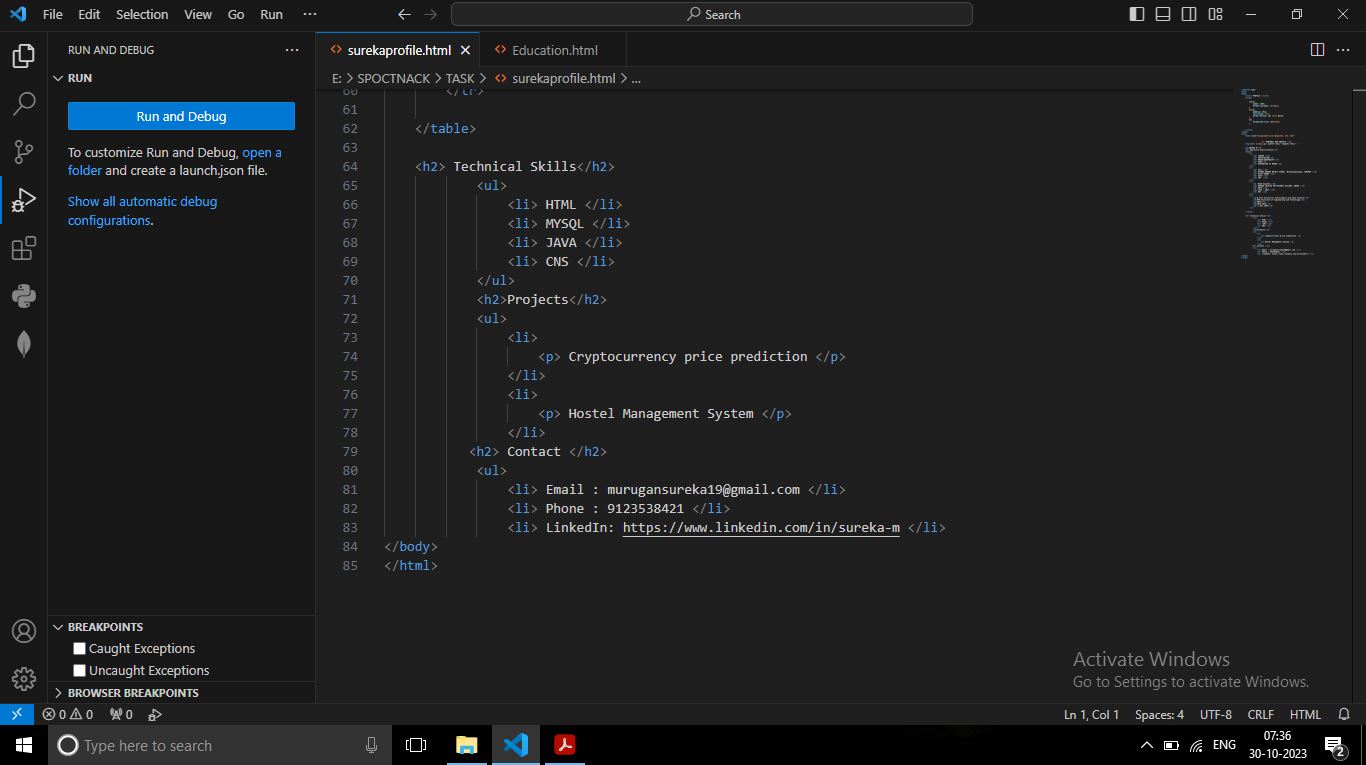 File Edit Selection View Go Run ··· Search
RUN AND DEBUG ···
surekaprofile.html Education.html
RUN
E: > SPOCTNACK > TASK > surekaprofile.html > ...
Run and Debug
To customize Run and Debug, open a
folder and create a launch.json file.
Show all automatic debug
configurations.
60 </tr>
61
62 </table>
63
64 <h2> Technical Skills</h2>
65 <ul>
66 <li> HTML </li>
67 <li> MYSQL </li>
68 <li> JAVA </li>
69 <li> CNS </li>
70 </ul>
71 <h2>Projects</h2>
72 <ul>
73 <li>
74 <p> Cryptocurrency price prediction </p>
75 </li>
76 <li>
77 <p> Hostel Management System </p>
78 </li>
79 <h2> Contact </h2>
80 <ul>
81 <li> Email : murugansureka19@gmail.com </li>
82 <li> Phone : 9123538421 </li>
83 <li> LinkedIn: https://www.linkedin.com/in/sureka-m </li>
84 </body>
85 </html>
BREAKPOINTS
Caught Exceptions
Uncaught Exceptions
BROWSER BREAKPOINTS
Activate Windows
Go to Settings to activate Windows.
0 0 0 Ln 1, Col 1 Spaces: 4 UTF-8 CRLF HTML
Type here to search ENG 07:36
30-10-2023 2